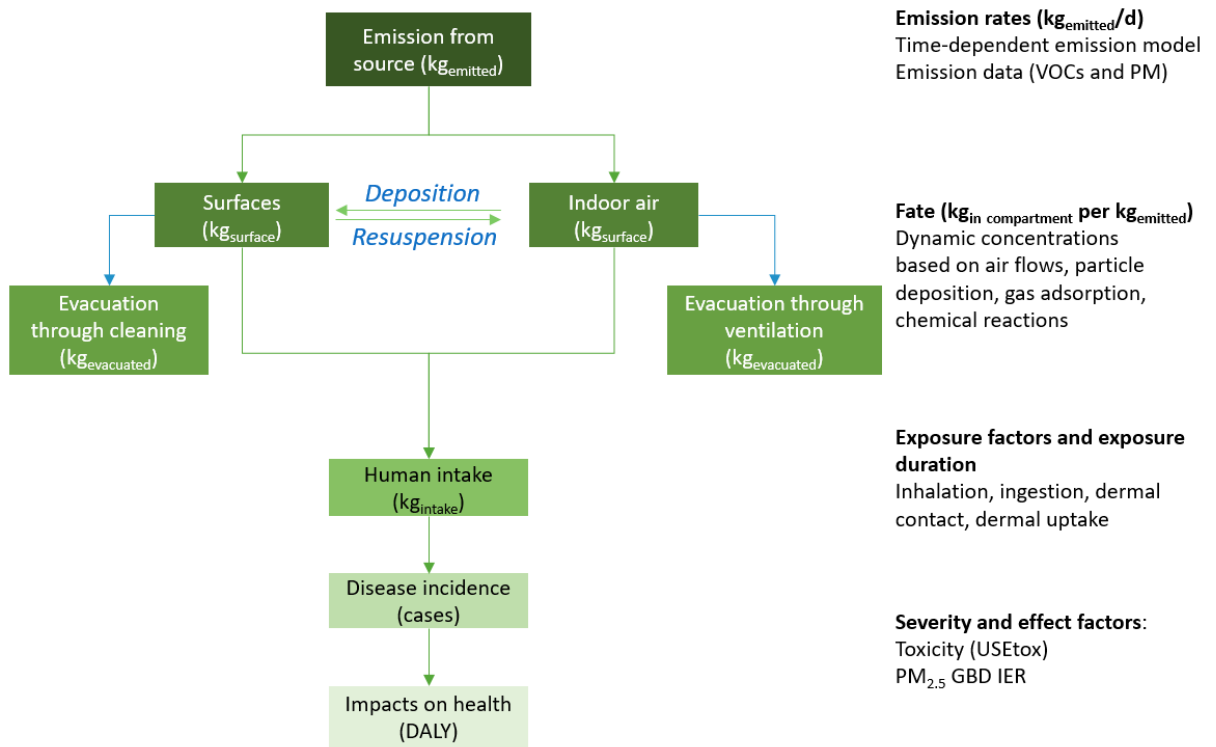 Emission from
source (kgemitted)
Emission rates (kgemitted/d)
Time-dependent emission model
Emission data (VOCs and PM)
Surfaces
(kgsurface)
Deposition
Resuspension
Indoor air
(kgsurface)
Fate (kgin compartment per kgemitted)
Dynamic concentrations
based on air flows, particle
deposition, gas adsorption,
chemical reactions
Evacuation
through cleaning
(kgevacuated)
Evacuation through
ventilation
(kgevacuated)
Human intake
(kgintake)
Exposure factors and exposure
duration
Inhalation, ingestion, dermal
contact, dermal uptake
Disease incidence
(cases)
Severity and effect factors:
Toxicity (USEtox)
PM2.5 GBD IER
Impacts on health
(DALY)